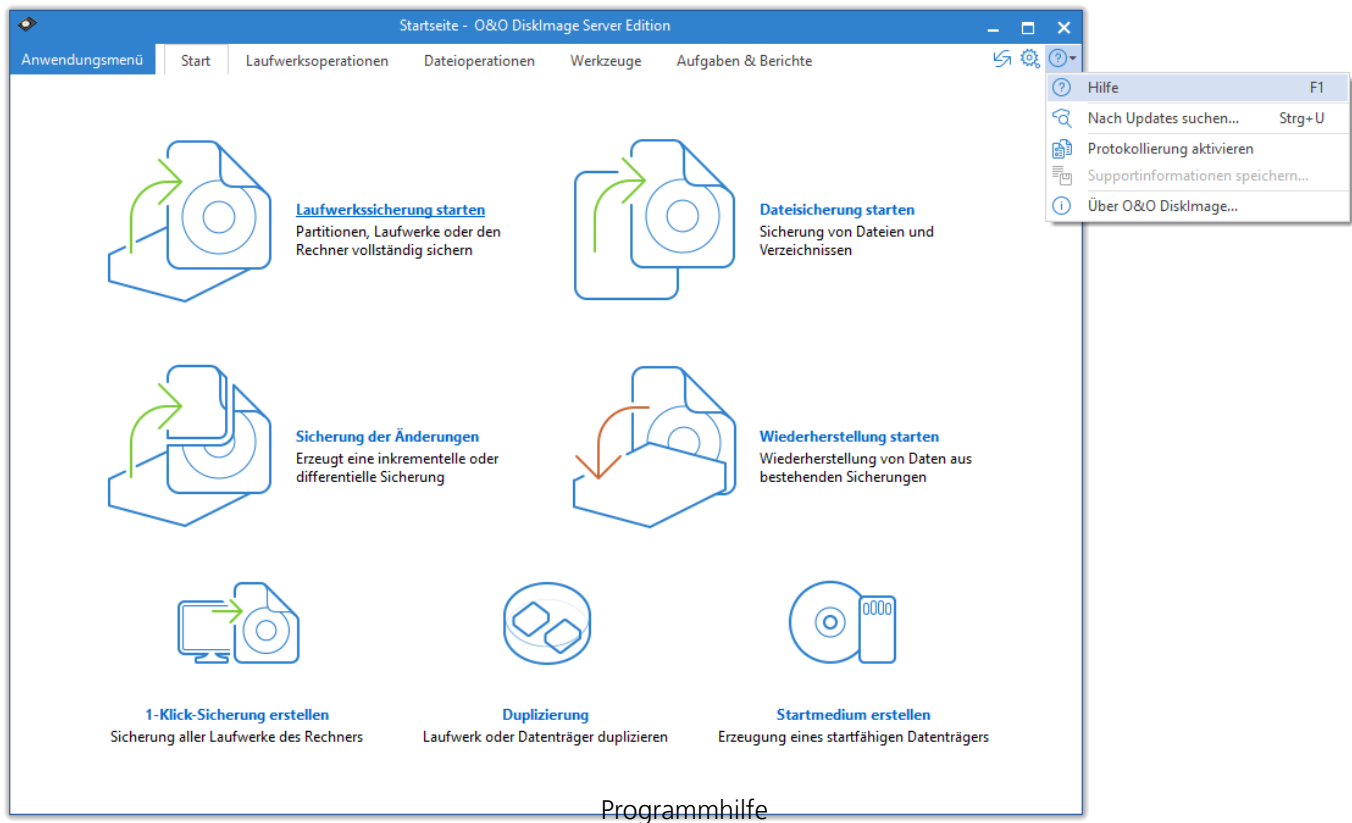 Startseite - O&O DiskImage Server Edition
Anwendungsmenü Start Laufwerksoperationen Dateioperationen Werkzeuge Aufgaben & Berichte
Hilfe F1
Nach Updates suchen... Strg+U
Protokollierung aktivieren
Supportinformationen speichern...
Über O&O DiskImage...
Laufwerkssicherung starten
Partitionen, Laufwerke oder den
Rechner vollständig sichern
Dateisicherung starten
Sicherung von Dateien und
Verzeichnissen
Sicherung der Änderungen
Erzeugt eine inkrementelle oder
differentielle Sicherung
Wiederherstellung starten
Wiederherstellung von Daten aus
bestehenden Sicherungen
1-Klick-Sicherung erstellen
Sicherung aller Laufwerke des Rechners
Duplizierung
Laufwerk oder Datenträger duplizieren
Startmedium erstellen
Erzeugung eines startfähigen Datenträgers
Programmhilfe